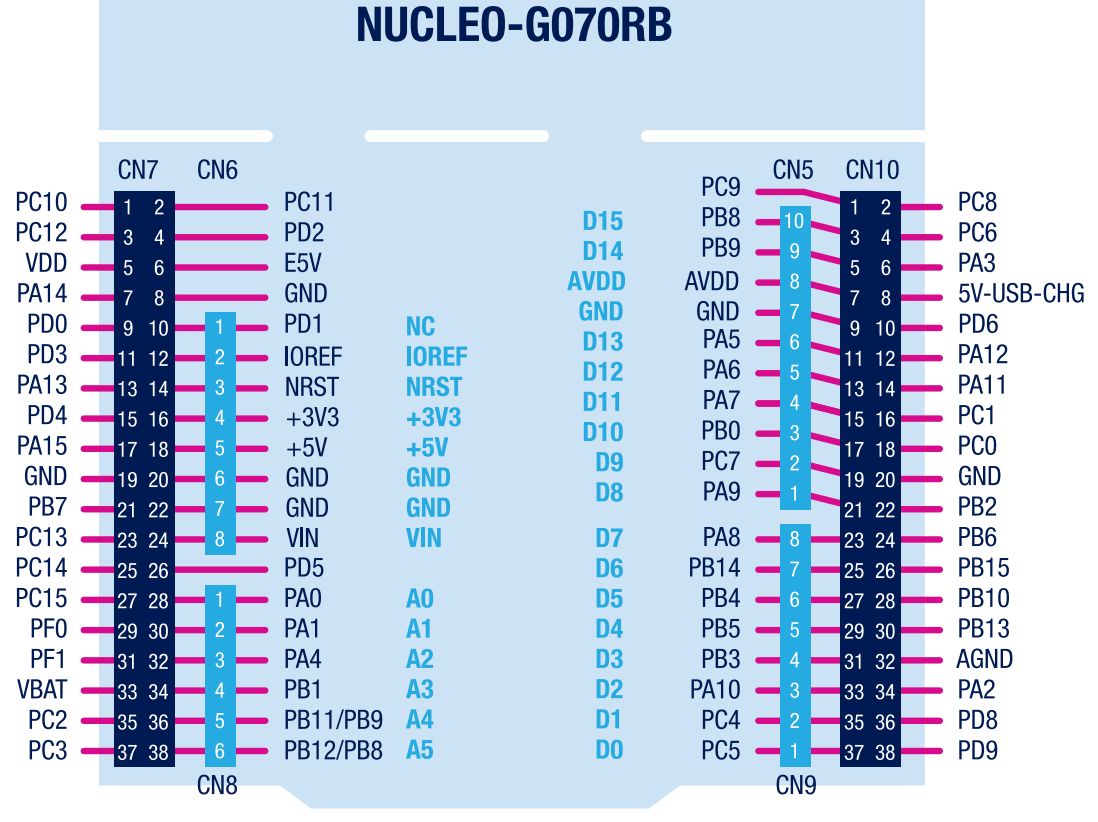 NUCLEO-G070RB
CN7 CN6 CN5 CN10
PC9
PC10 1 2 PC11 1 2 PC8
D15 PB8 10
PC12 3 4 PD2 3 4 PC6
D14 PB9 9
VDD 5 6 E5V 5 6 PA3
AVDD AVDD 8
PA14 7 8 GND 7 8 5V-USB-CHG
GND GND 7
PD0 9 10 1 PD1 NC 9 10 PD6
D13 PA5 6
PD3 11 12 2 IOREF IOREF 11 12 PA12
D12 PA6 5
PA13 13 14 3 NRST NRST 13 14 PA11
D11 PA7 4
PD4 15 16 4 +3V3 +3V3 15 16 PC1
D10 PB0 3
PA15 17 18 5 +5V +5V 17 18 PC0
D9 PC7 2
GND 19 20 6 GND GND 19 20 GND
D8 PA9 1
PB7 21 22 7 GND GND 21 22 PB2
PC13 23 24 8 VIN VIN D7 PA8 8 23 24 PB6
PC14 25 26 PD5 D6 PB14 7 25 26 PB15
PC15 27 28 1 PA0 A0 D5 PB4 6 27 28 PB10
PF0 29 30 2 PA1 A1 D4 PB5 5 29 30 PB13
PF1 31 32 3 PA4 A2 D3 PB3 4 31 32 AGND
VBAT 33 34 4 PB1 A3 D2 PA10 3 33 34 PA2
PC2 35 36 5 PB11/PB9 A4 D1 PC4 2 35 36 PD8
PC3 37 38 6 PB12/PB8 A5 D0 PC5 1 37 38 PD9
CN8 CN9